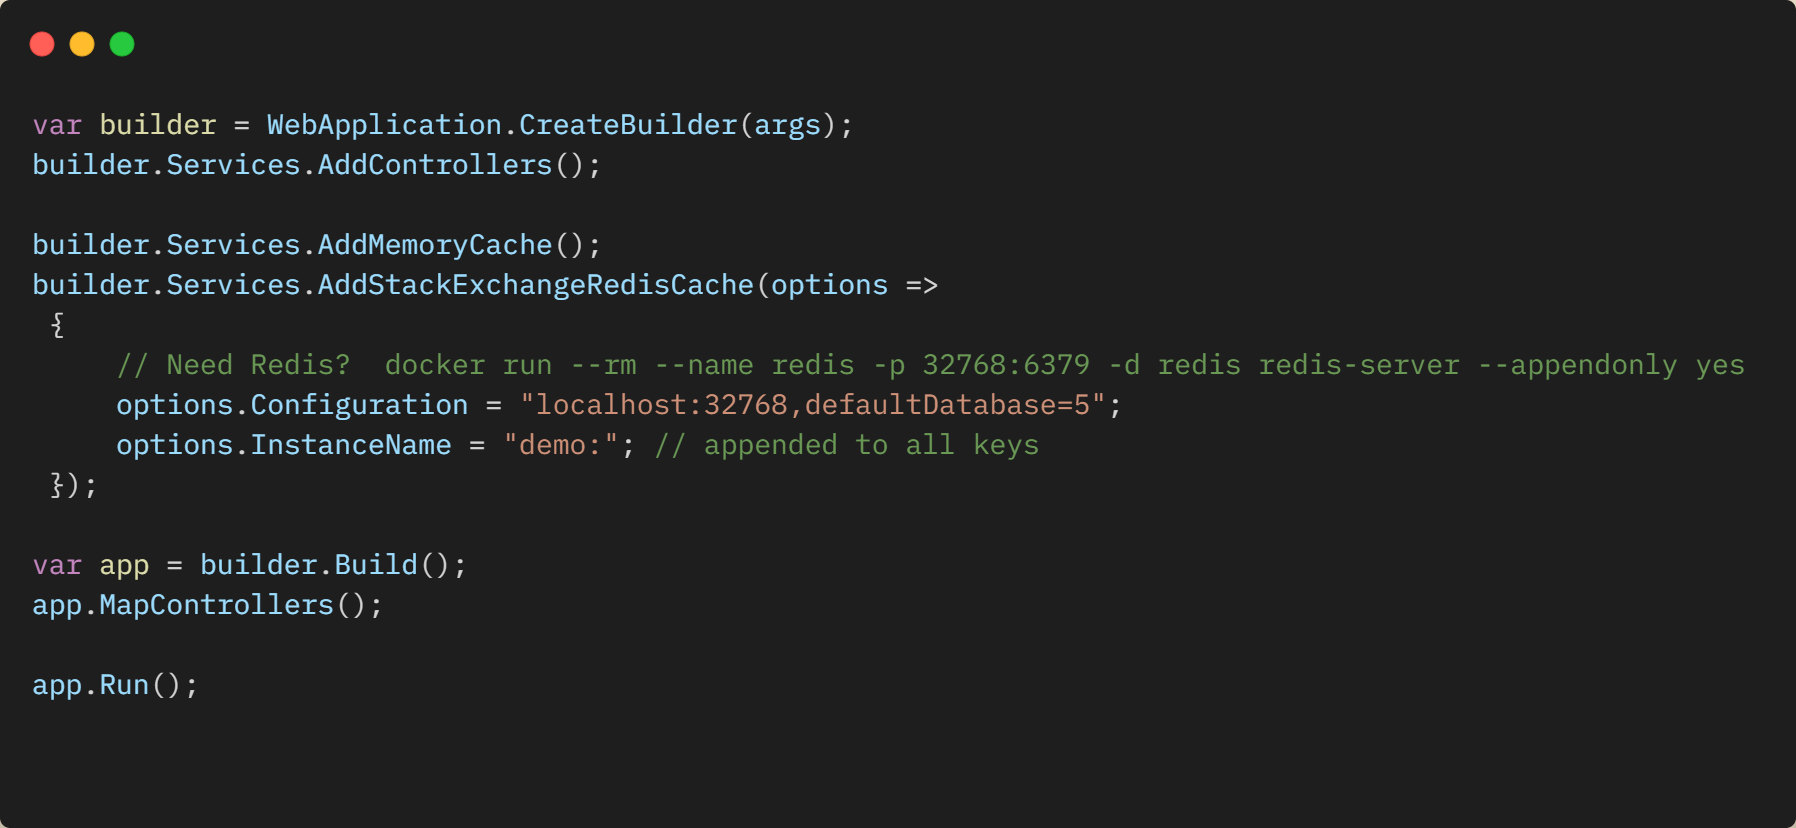 var builder = WebApplication.CreateBuilder(args);
builder.Services.AddControllers();

builder.Services.AddMemoryCache();
builder.Services.AddStackExchangeRedisCache(options =>
 {
     // Need Redis?  docker run --rm --name redis -p 32768:6379 -d redis redis-server --appendonly yes
     options.Configuration = "localhost:32768,defaultDatabase=5";
     options.InstanceName = "demo:"; // appended to all keys
 });

var app = builder.Build();
app.MapControllers();

app.Run();